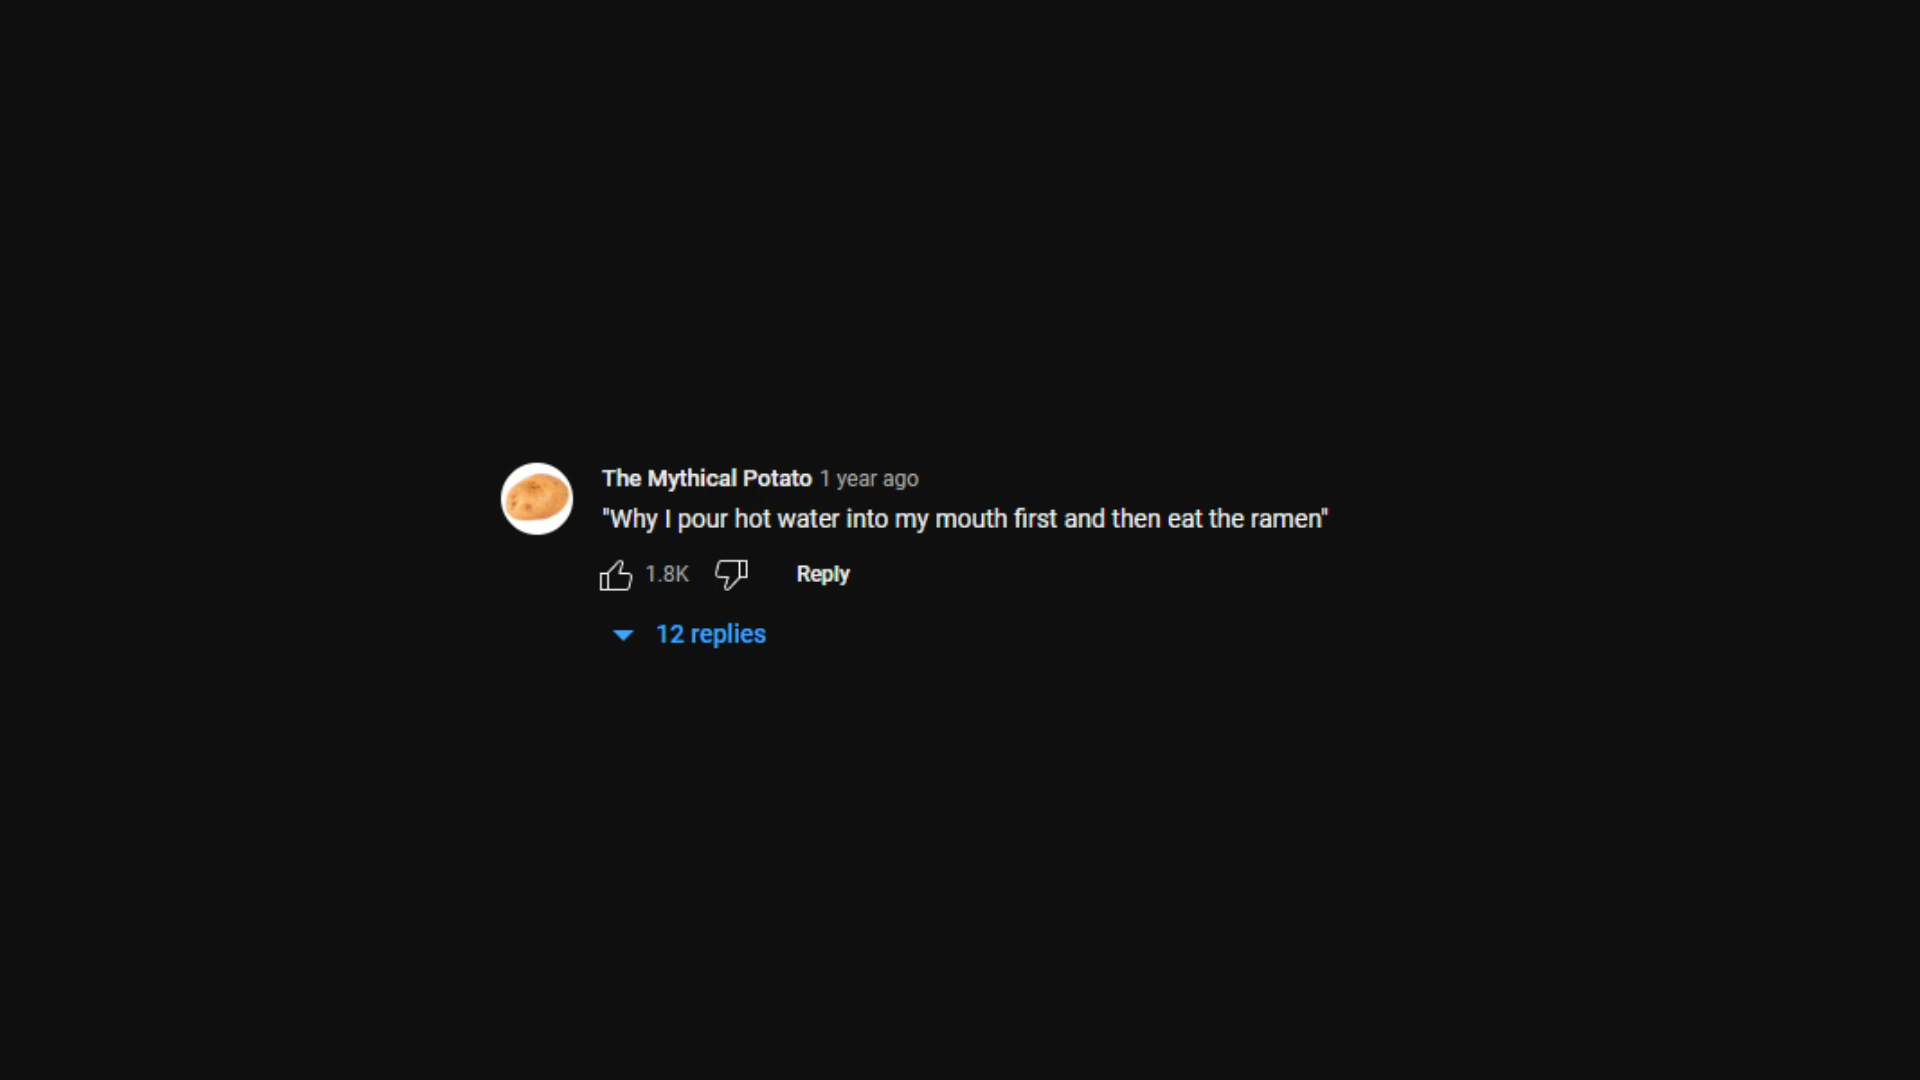 The Mythical Potato 1 year ago
"Why I pour hot water into my mouth first and then eat the ramen"
1.8K Reply
12 replies